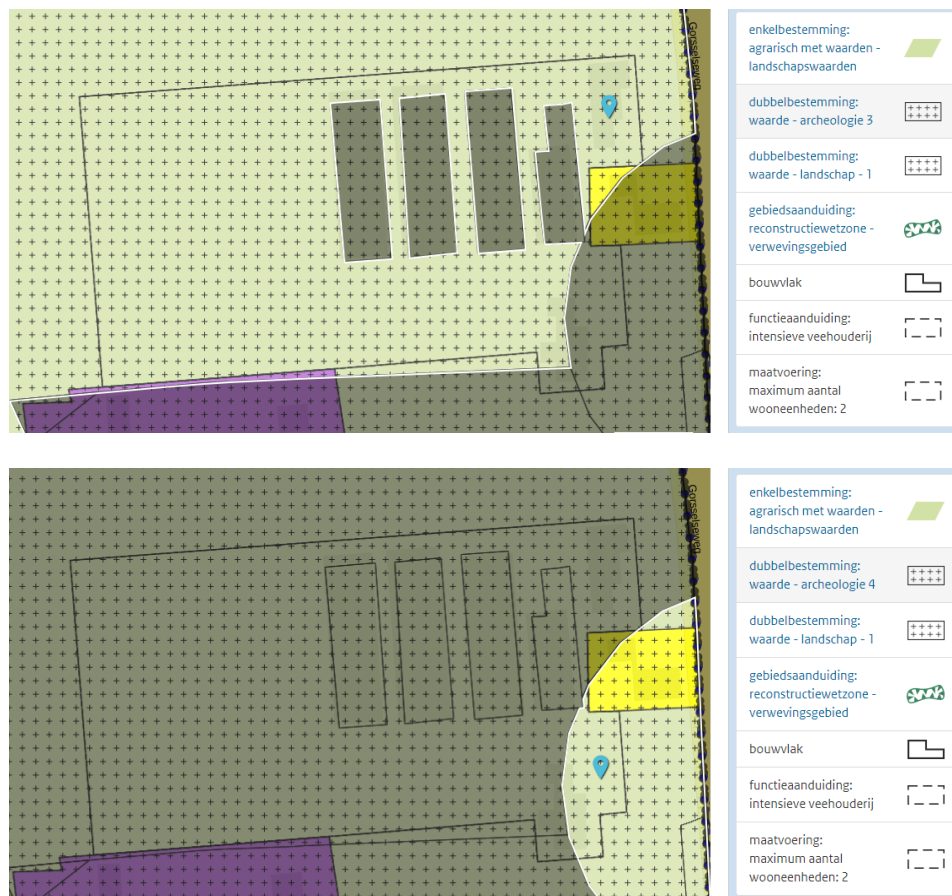 Gorsselseweg
enkelbestemming:
agrarisch met waarden -
landschapswaarden
dubbelbestemming:
waarde - archeologie 3
dubbelbestemming:
waarde - landschap - 1
gebiedsaanduiding:
reconstructiewetzone -
verwevingsgebied
bouwvlak
functieaanduiding:
intensieve veehouderij
maatvoering:
maximum aantal
wooneenheden: 2
Gorsselseweg
enkelbestemming:
agrarisch met waarden -
landschapswaarden
dubbelbestemming:
waarde - archeologie 4
dubbelbestemming:
waarde - landschap - 1
gebiedsaanduiding:
reconstructiewetzone -
verwevingsgebied
bouwvlak
functieaanduiding:
intensieve veehouderij
maatvoering:
maximum aantal
wooneenheden: 2